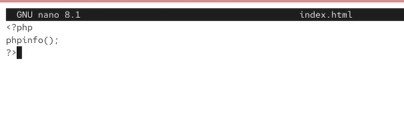 GNU nano 8.1 index.html
<?php
phpinfo();
?>